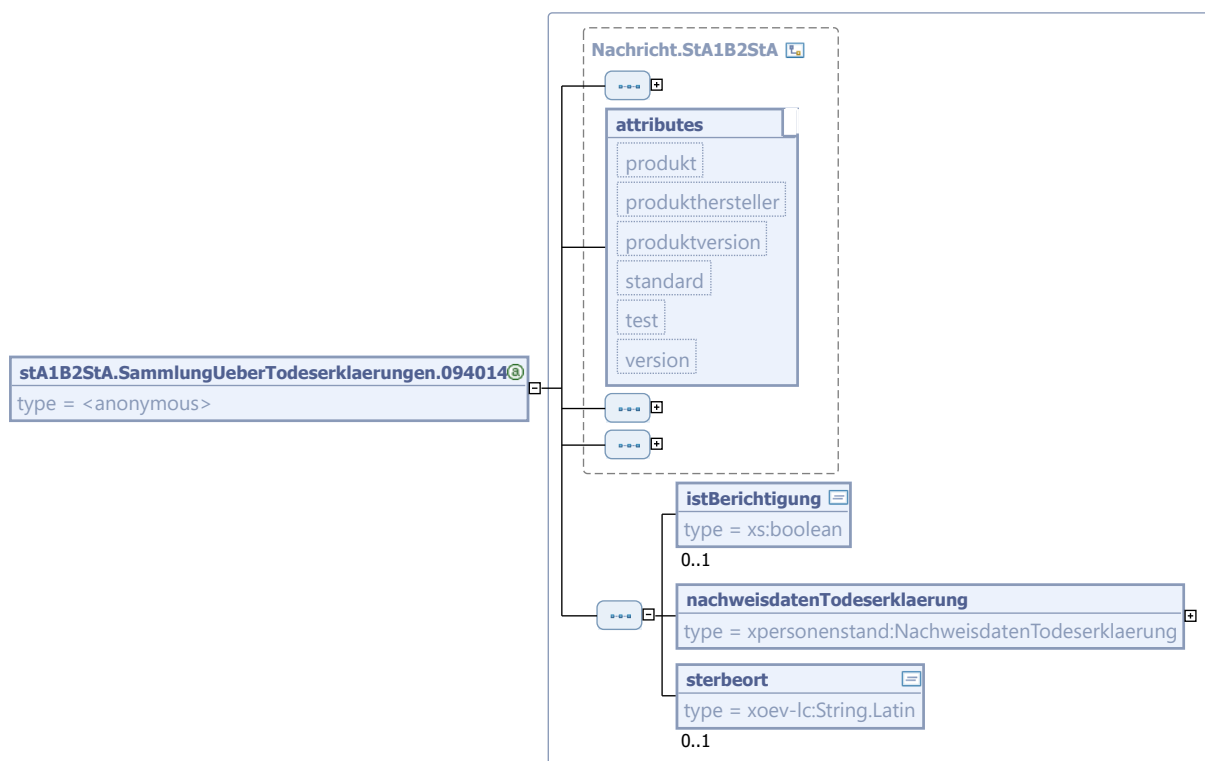 Nachricht.StA1B2StA
attributes
produkt
produkthersteller
produktversion
standard
test
version
stA1B2StA.SammlungUeberTodeserklaerungen.094014
type = <anonymous>
istBerichtigung
type = xs:boolean
0..1
nachweisdatenTodeserklaerung
type = xpersonenstand:NachweisdatenTodeserklaerung
sterbeort
type = xoev-lc:String.Latin
0..1